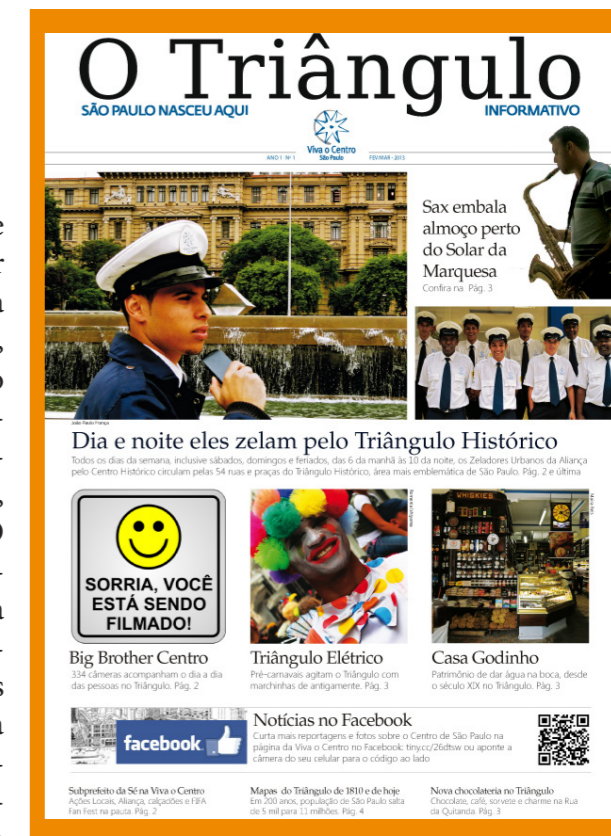 O Triângulo
SÃO PAULO NASCEU AQUI
INFORMATIVO
Viva o Centro
São Paulo
ANO 1 Nº 1
FEV/MAR - 2013
Sax embala
almoço perto
do Solar da
Marquesa
Confira na Pág. 3
Dia e noite eles zelam pelo Triângulo Histórico
Todos os dias da semana, inclusive sábados, domingos e feriados, das 6 da manhã às 10 da noite, os Zeladores Urbanos da Aliança
pelo Centro Histórico circulam pelas 54 ruas e praças do Triângulo Histórico, área mais emblemática de São Paulo. Pág. 2 e última
SORRIA, VOCÊ
ESTÁ SENDO
FILMADO!
Big Brother Centro
334 câmeras acompanham o dia a dia
das pessoas no Triângulo. Pág. 2
Triângulo Elétrico
Pré-carnavais agitam o Triângulo com
marchinhas de antigamente. Pág. 3
WHISKIES
Casa Godinho
Patrimônio de dar água na boca, desde
o século XIX no Triângulo. Pág. 3
facebook
Notícias no Facebook
Curta mais reportagens e fotos sobre o Centro de São Paulo na
página da Viva o Centro no Facebook: tiny.cc/26dtsw ou aponte a
câmera do seu celular para o código ao lado
Subprefeito da Sé na Viva o Centro
Ações Locais, Aliança, calçadões e FIFA
Fan Fest na pauta. Pág. 2
Mapas do Triângulo de 1810 e de hoje
Em 200 anos, população de São Paulo salta
de 5 mil para 11 milhões. Pág. 4
Nova chocolateria no Triângulo
Chocolate, café, sorvete e charme na Rua
da Quitanda. Pág. 3